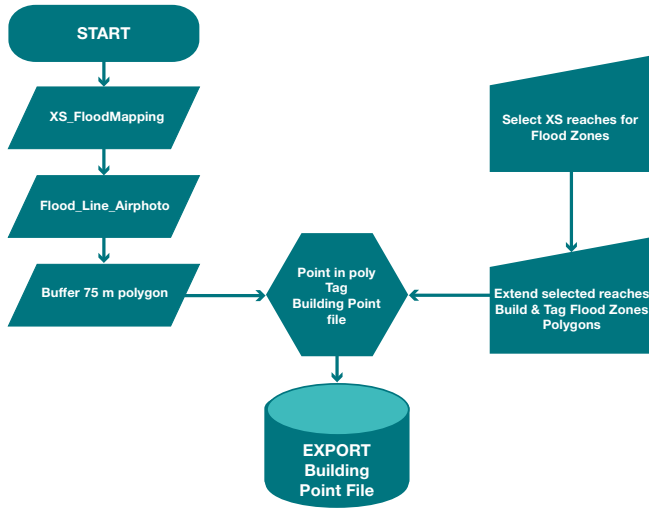 START
XS_FloodMapping
Flood_Line_Airphoto
Buffer 75 m polygon
Select XS reaches for
Flood Zones
Extend selected reaches
Build & Tag Flood Zones
Polygons
Point in poly
Tag
Building Point
file
EXPORT
Building
Point File